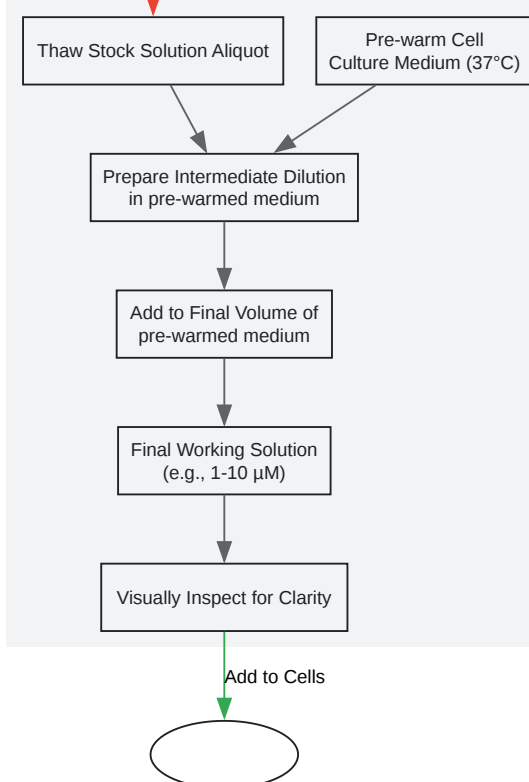 Thaw Stock Solution Aliquot
Pre-warm Cell
Culture Medium (37°C)
Prepare Intermediate Dilution
in pre-warmed medium
Add to Final Volume of
pre-warmed medium
Final Working Solution
(e.g., 1-10 µM)
Visually Inspect for Clarity
Add to Cells